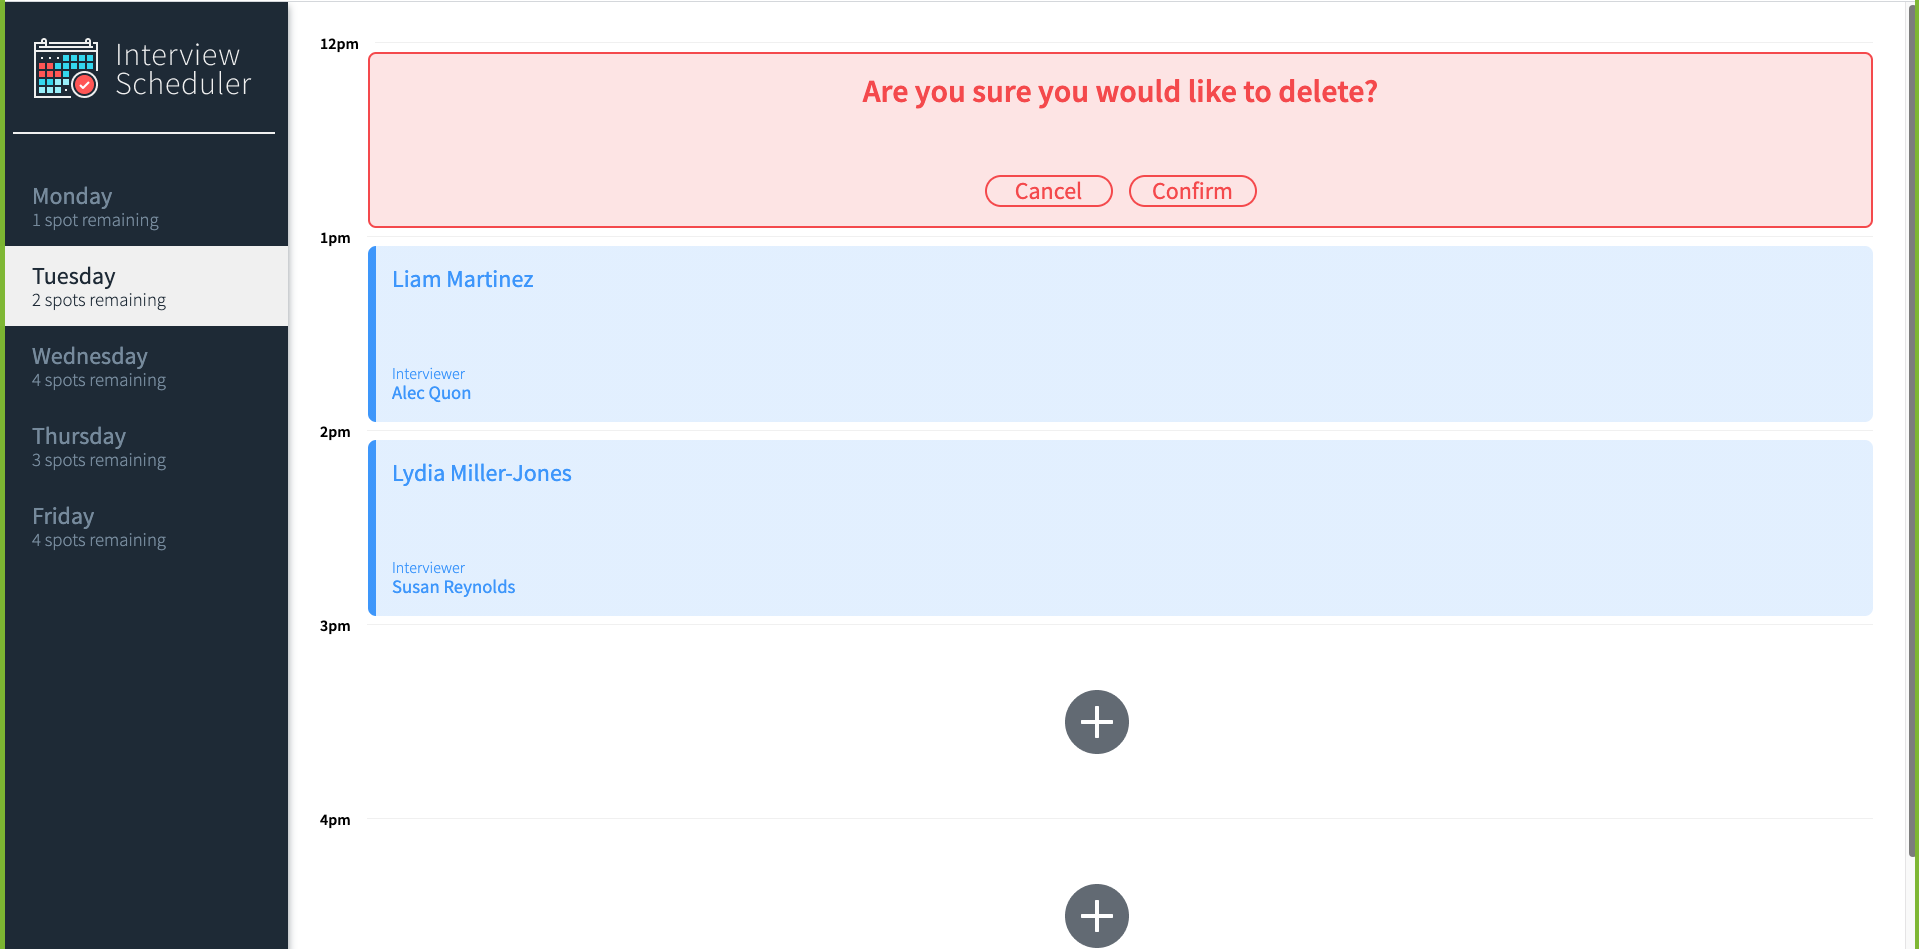 Interview
Scheduler
Monday
1 spot remaining
Tuesday
2 spots remaining
Wednesday
4 spots remaining
Thursday
3 spots remaining
Friday
4 spots remaining
12pm
Are you sure you would like to delete?
Cancel Confirm
1pm
Liam Martinez
Interviewer
Alec Quon
2pm
Lydia Miller-Jones
Interviewer
Susan Reynolds
3pm
4pm